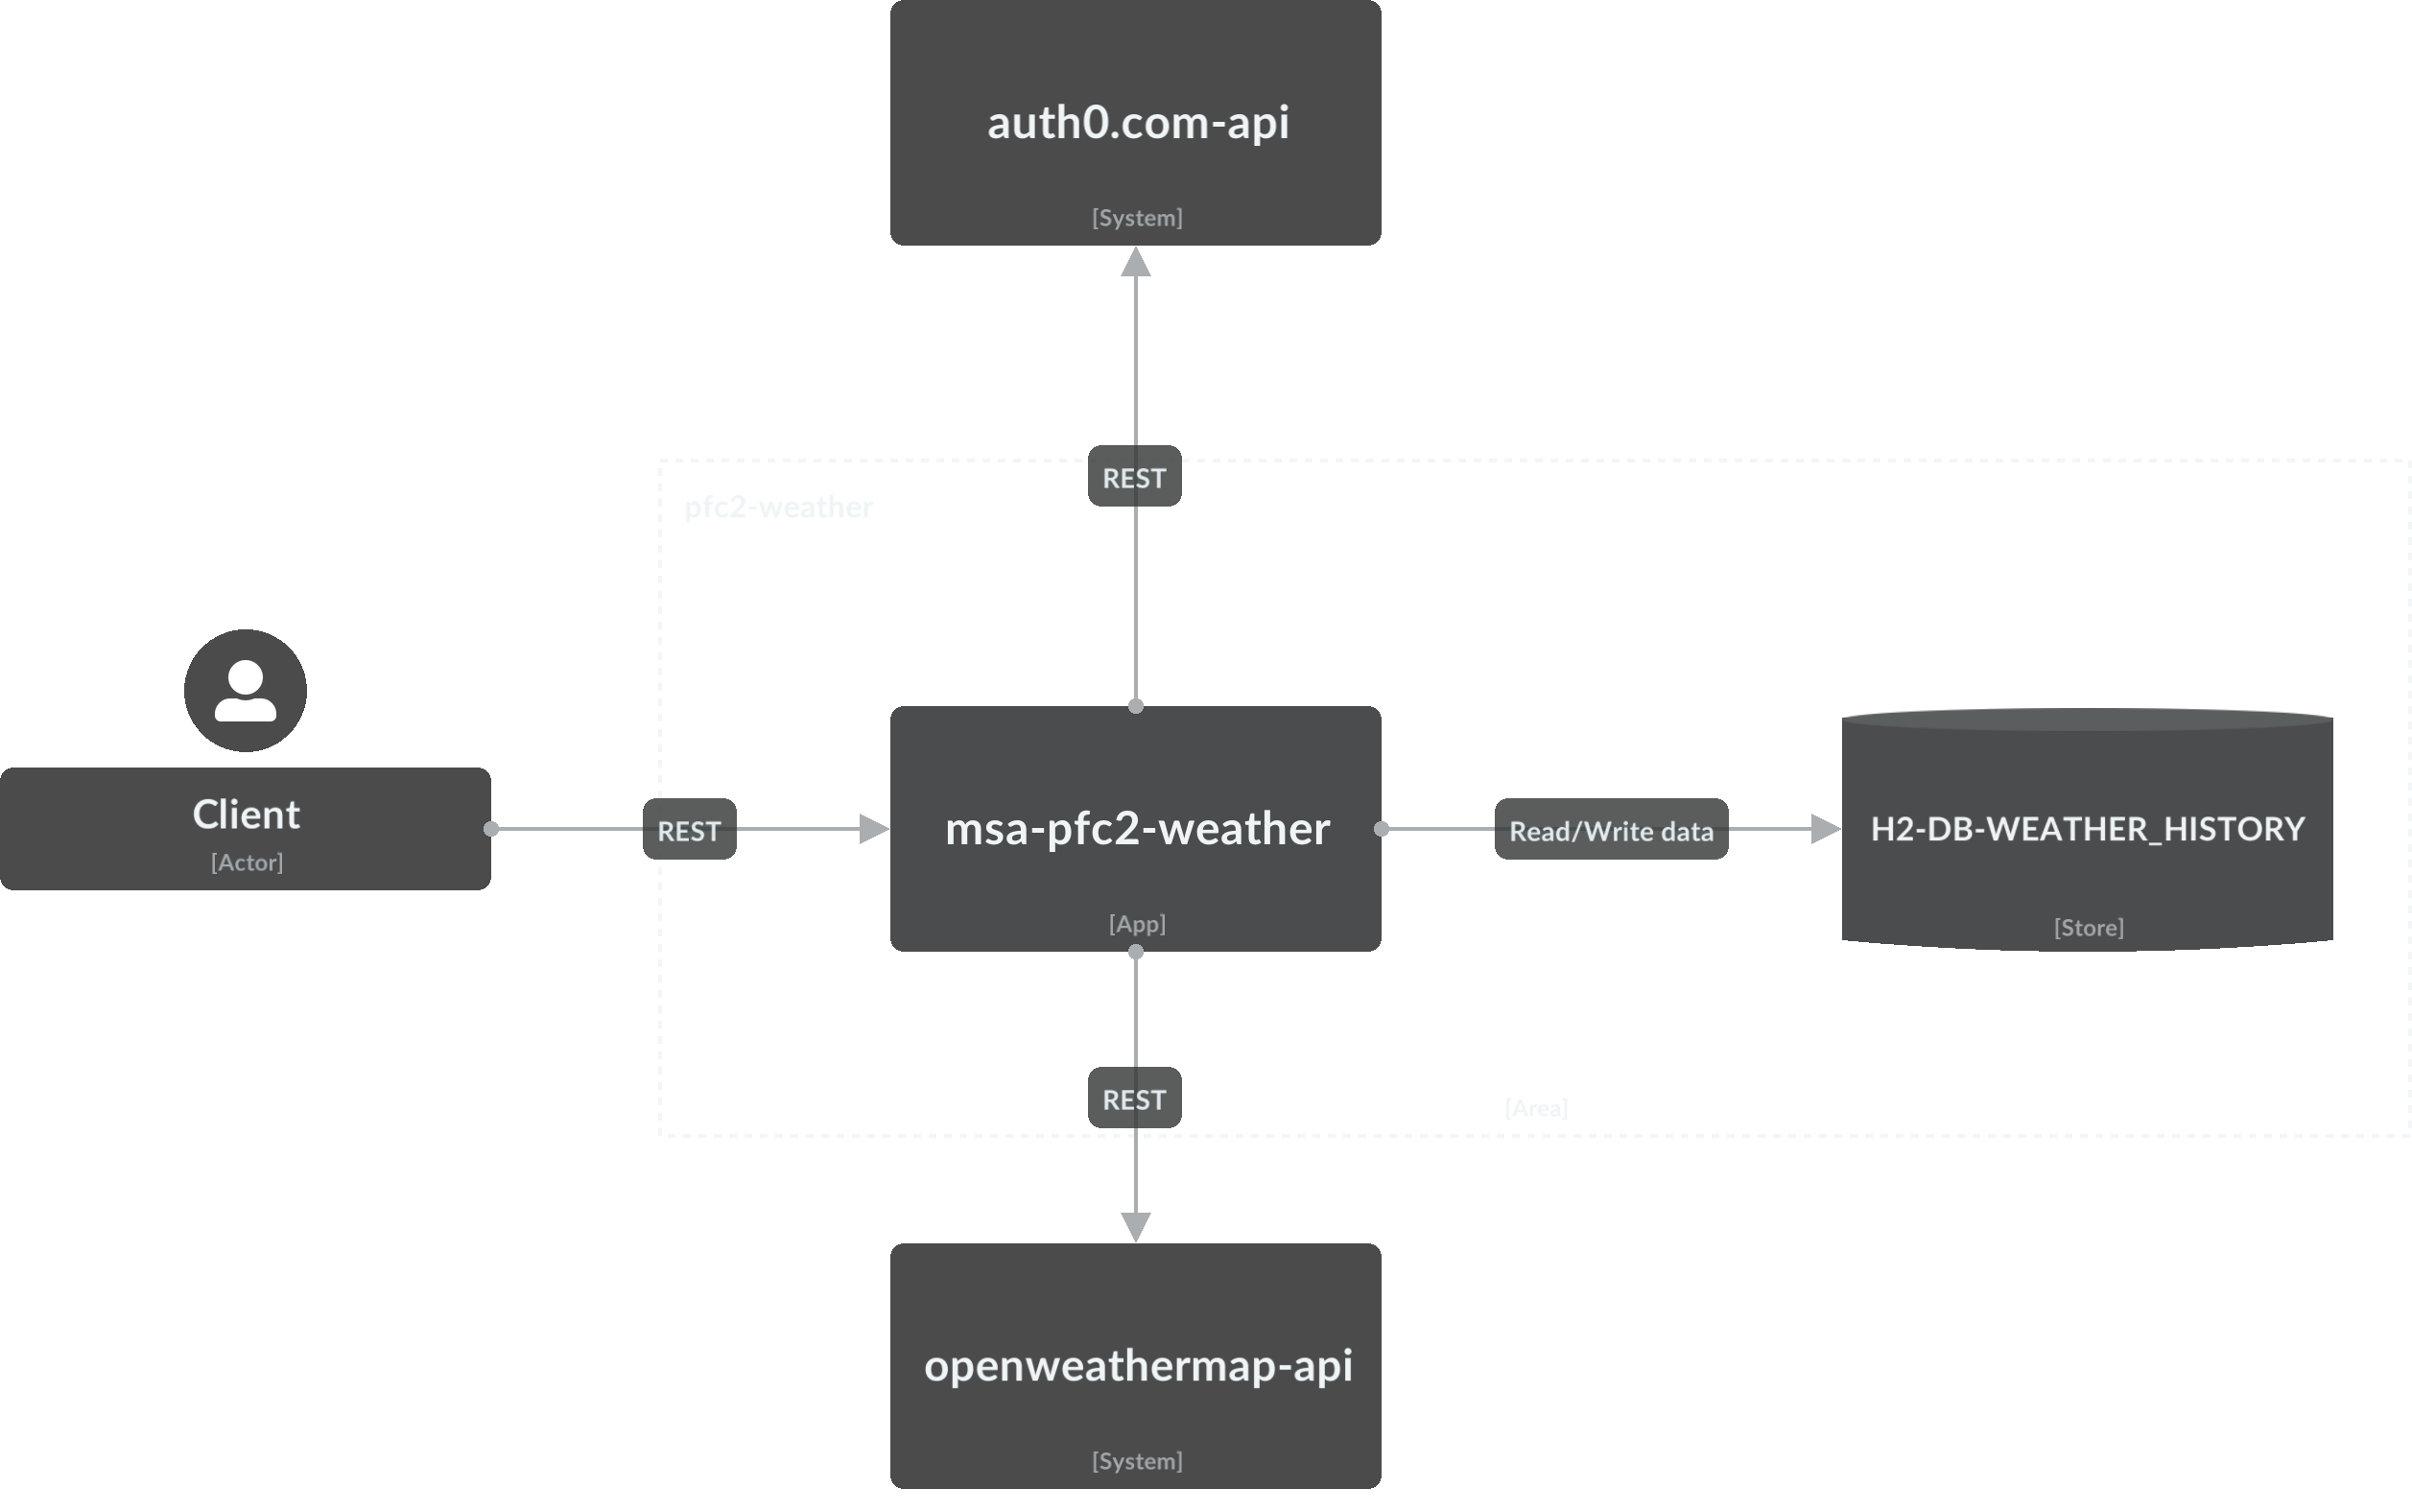 auth0.com-api
[System]
REST
pfc2-weather
Client
[Actor]
REST
msa-pfc2-weather
[App]
Read/Write data
H2-DB-WEATHER_HISTORY
[Store]
REST
[Area]
openweathermap-api
[System]